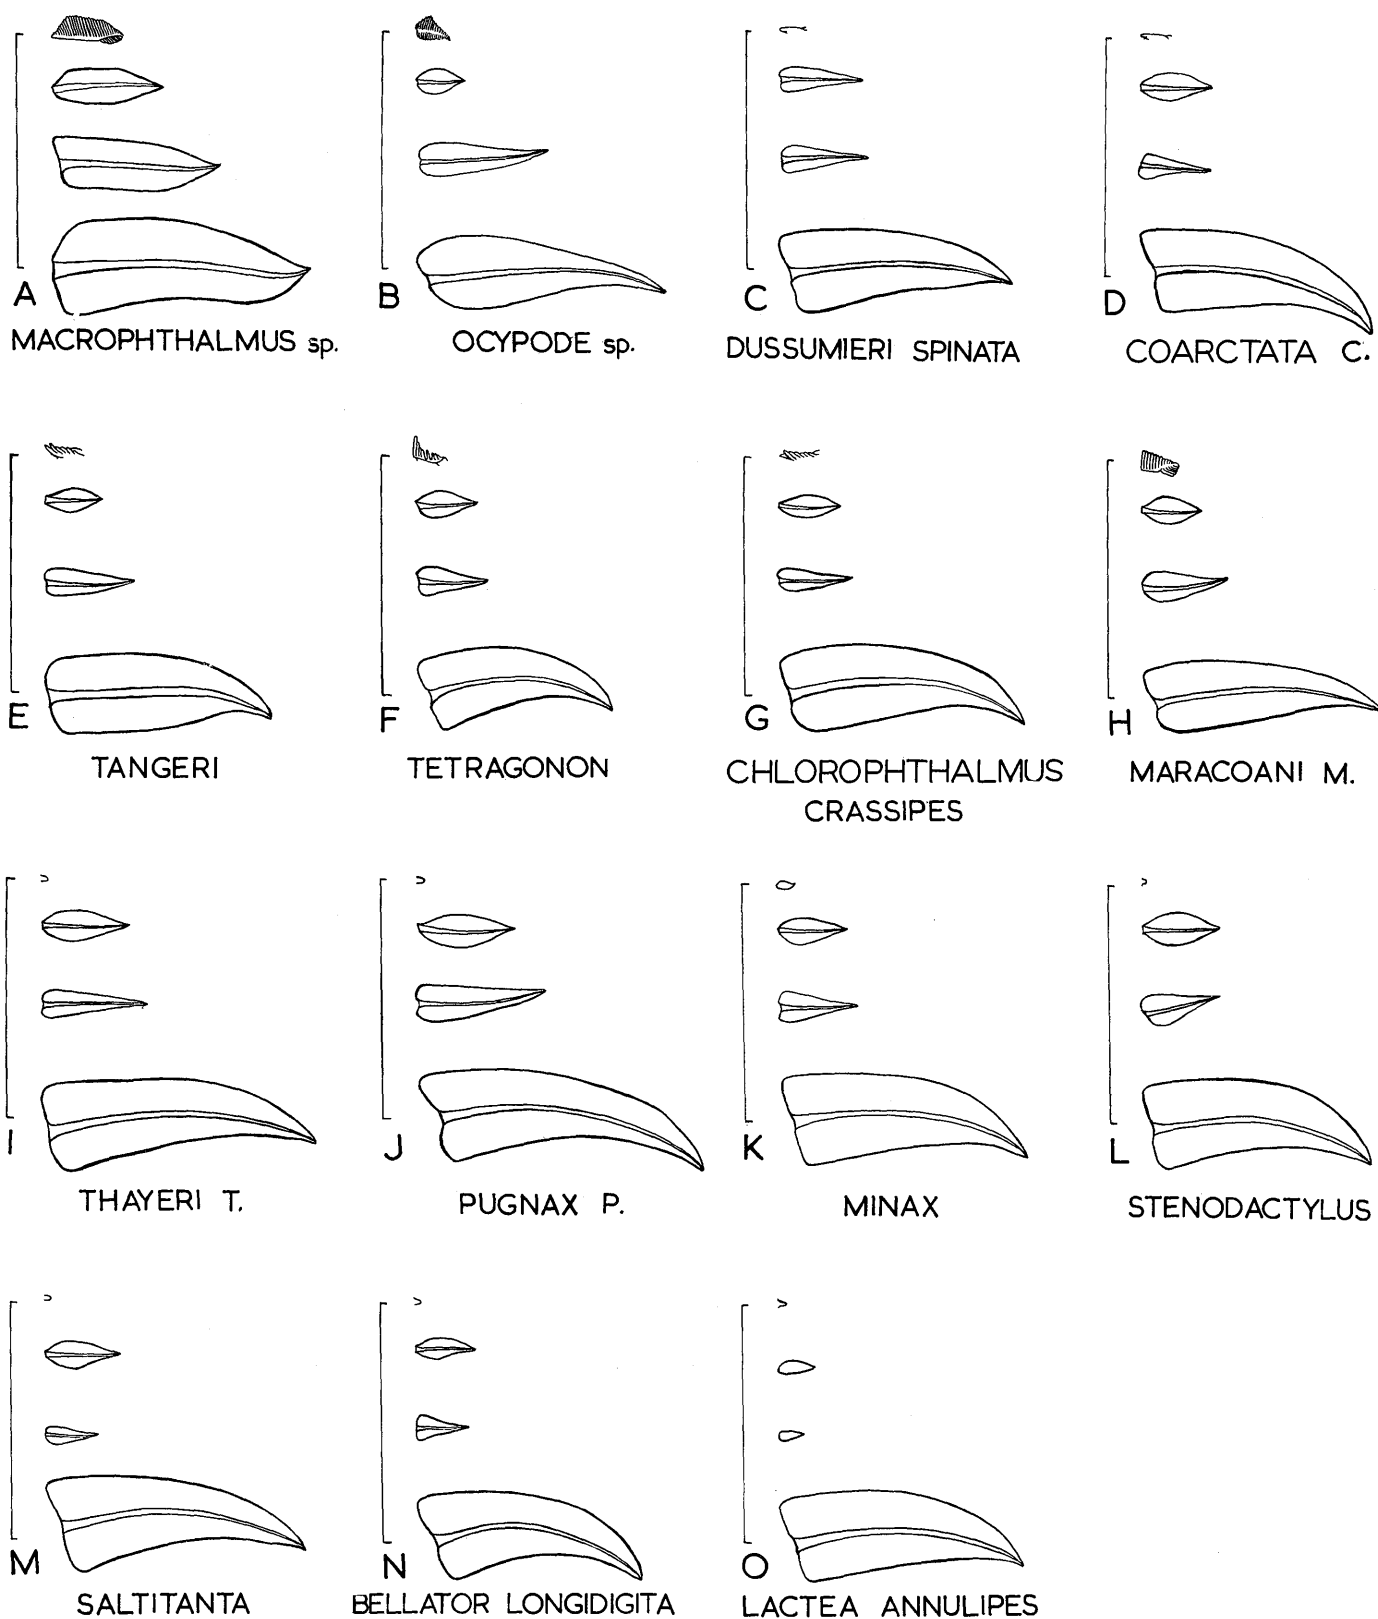 A
MACROPHTHALMUS sp.
B
OCYPODE sp.
C
DUSSUMIERI SPINATA
D
COARCTATA C.
E
TANGERI
F
TETRAGONON
G
CHLOROPHTHALMUS
CRASSIPES
H
MARACOANI M.
I
THAYERI T.
J
PUGNAX P.
K
MINAX
L
STENODACTYLUS
M
SALTITANTA
N
BELLATOR LONGIDIGITA
O
LACTEA ANNULIPES